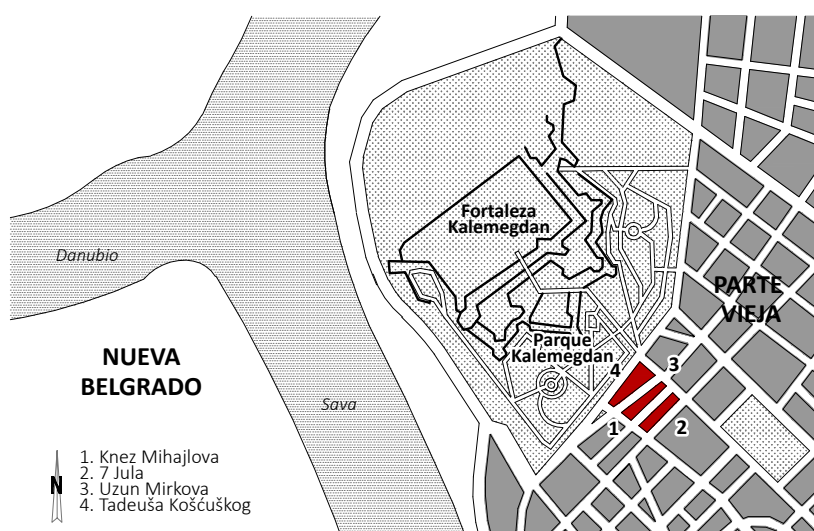 Fortaleza
Kalemegdan
Danubio
PARTE
VIEJA
Parque
Kalemegdan
NUEVA
BELGRADO
4
3
Sava
1
2
1. Knez Mihajlova
2. 7 Jula
3. Uzun Mirkova
4. Tadeuša Košćuškog
N